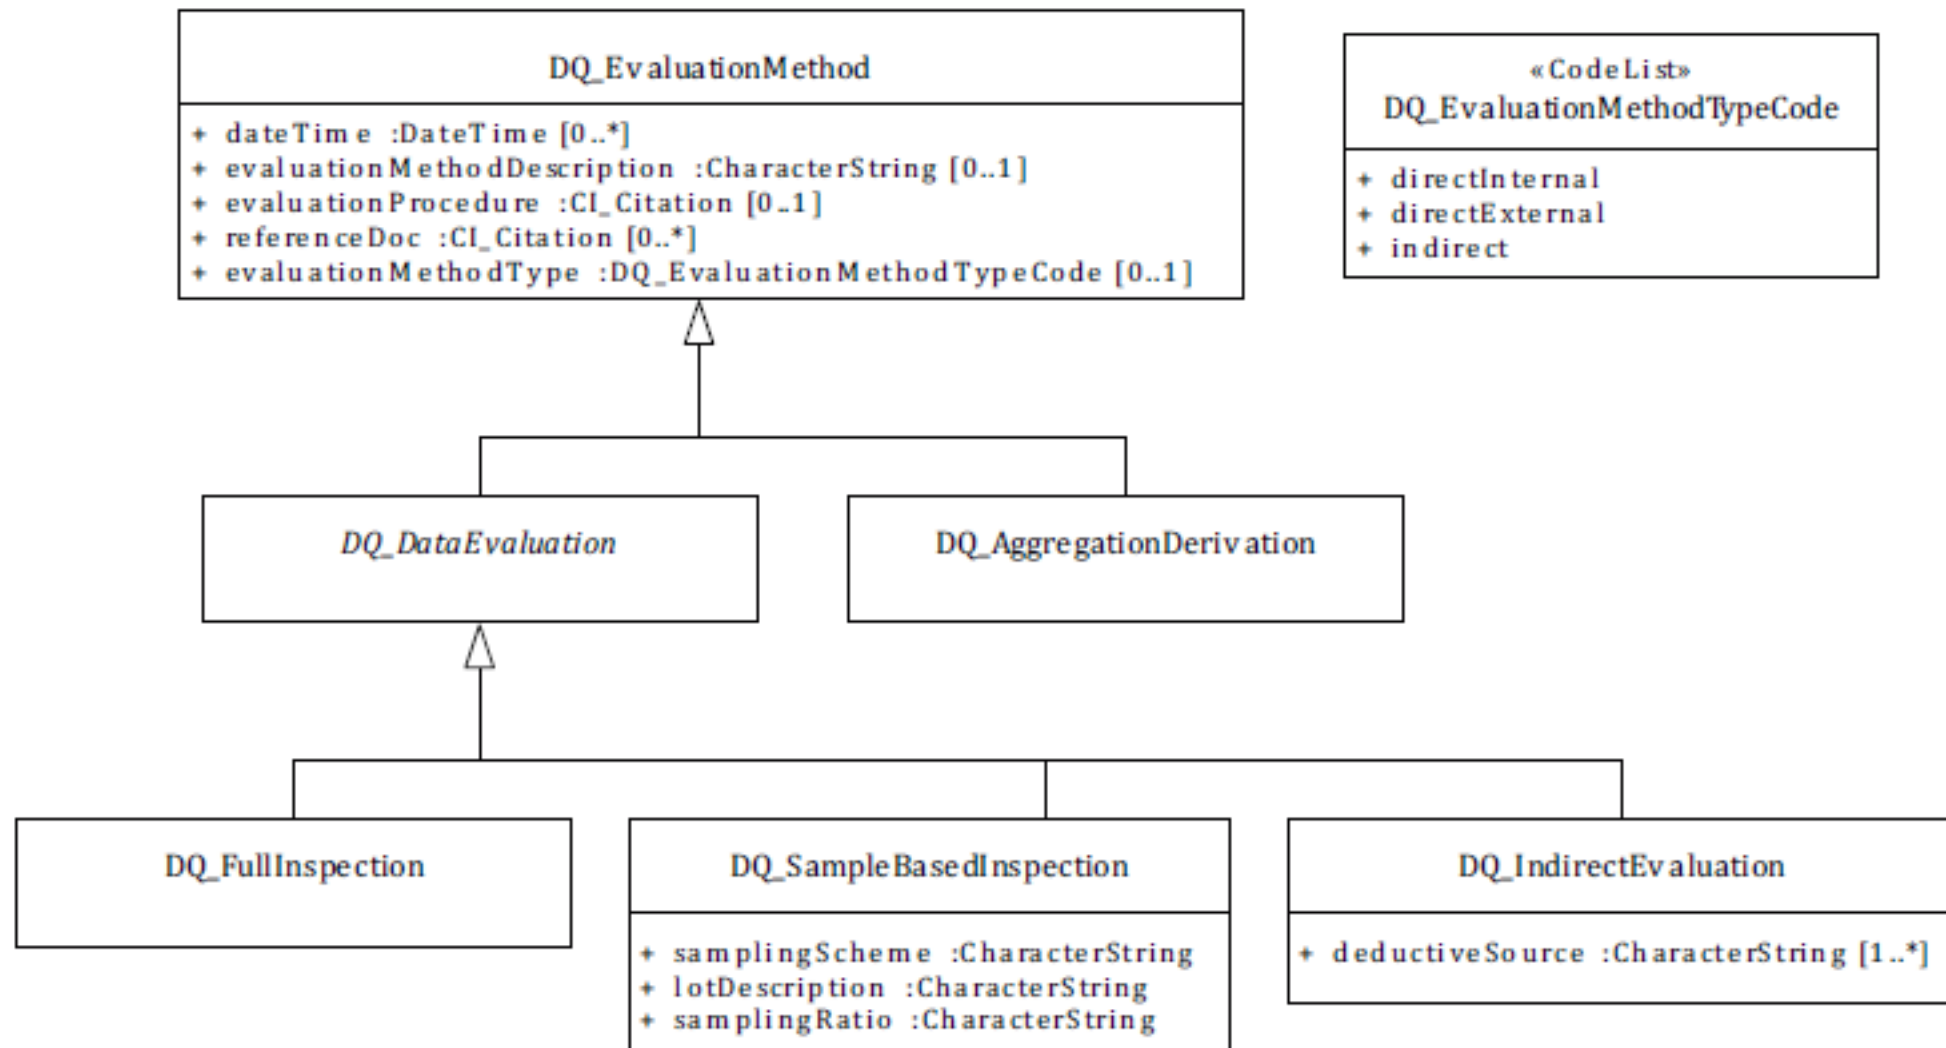 DQ_EvaluationMethod
+ dateTime :DateTime [0..*]
+ evaluationMethodDescription :CharacterString [0..1]
+ evaluationProcedure :CI_Citation [0..1]
+ referenceDoc :CI_Citation [0..*]
+ evaluationMethodType :DQ_EvaluationMethodTypeCode [0..1]
«CodeList»
DQ_EvaluationMethodTypeCode
+ directInternal
+ directExternal
+ indirect
DQ_DataEvaluation
DQ_AggregationDerivation
DQ_FullInspection
DQ_SampleBasedInspection
+ samplingScheme :CharacterString
+ lotDescription :CharacterString
+ samplingRatio :CharacterString
DQ_IndirectEvaluation
+ deductiveSource :CharacterString [1..*]